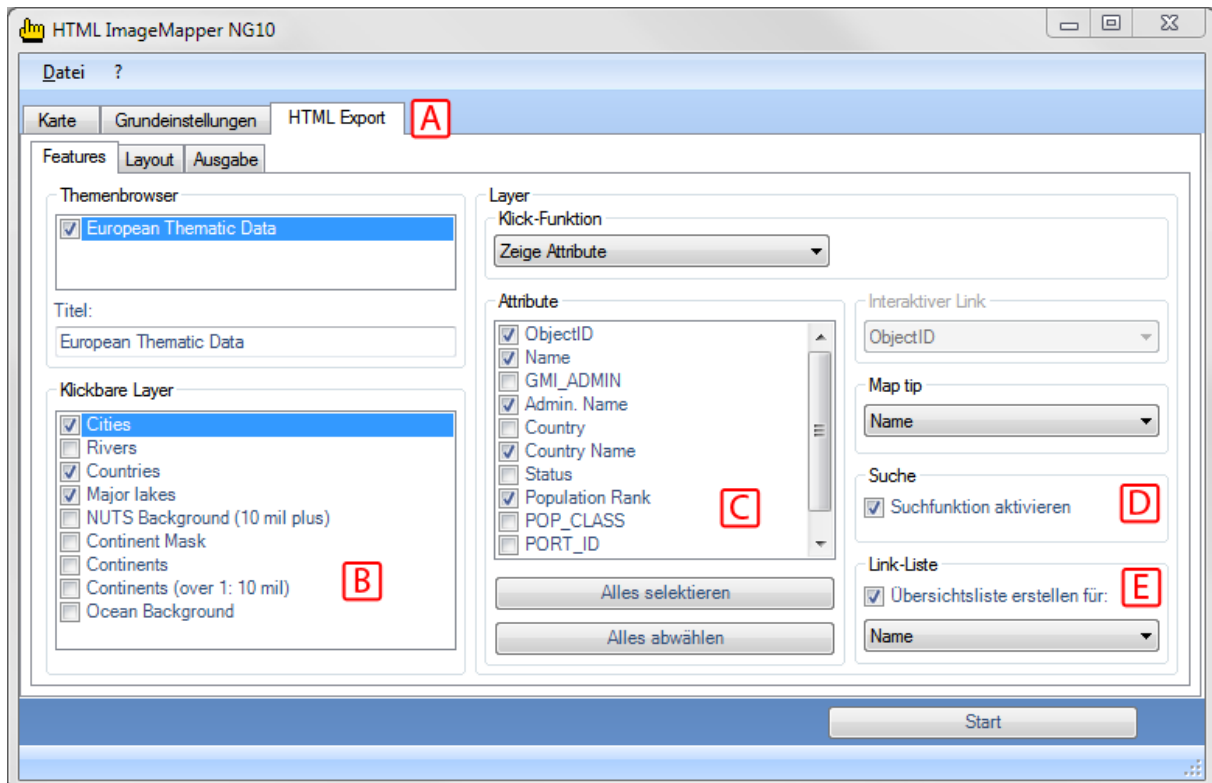 HTML ImageMapper NG10
Datei ?
Karte Grundeinstellungen HTML Export A
Features Layout Ausgabe
Themenbrowser
European Thematic Data
Titel:
European Thematic Data
Klickbare Layer
Cities
Rivers
Countries
Major lakes
NUTS Background (10 mil plus)
Continent Mask
Continents
Continents (over 1: 10 mil)
Ocean Background
B
Layer
Klick-Funktion
Zeige Attribute
Attribute
ObjectID
Name
GMI_ADMIN
Admin. Name
Country
Country Name
Status
Population Rank
POP_CLASS
PORT_ID
C
Alles selektieren
Alles abwählen
Interaktiver Link
ObjectID
Map tip
Name
Suche
Suchfunktion aktivieren
D
Link-Liste
Übersichtsliste erstellen für:
E
Name
Start